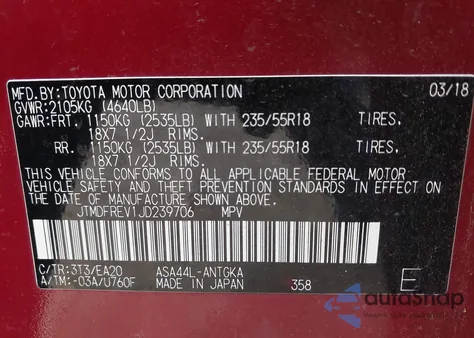 MFD.BY:TOYOTA MOTOR CORPORATION 03/18
GVWR:2105KG (4640LB)
GAWR:FRT. 1150KG (2535LB) WITH 235/55R18 TIRES,
18X7 1/2J RIMS.
RR. 1150KG (2535LB) WITH 235/55R18 TIRES,
18X7 1/2J RIMS.
THIS VEHICLE CONFORMS TO ALL APPLICABLE FEDERAL MOTOR
VEHICLE SAFETY AND BUMPER STANDARDS IN EFFECT ON
THE DATE OF MANUFACTURE SHOWN ABOVE.
JTMDFREV1JD239706 MPV
C/TR:3T3/EA20 ASA44L-ANTGKA
A/TM:-03A/U760F MADE IN JAPAN 358 E
autosnap